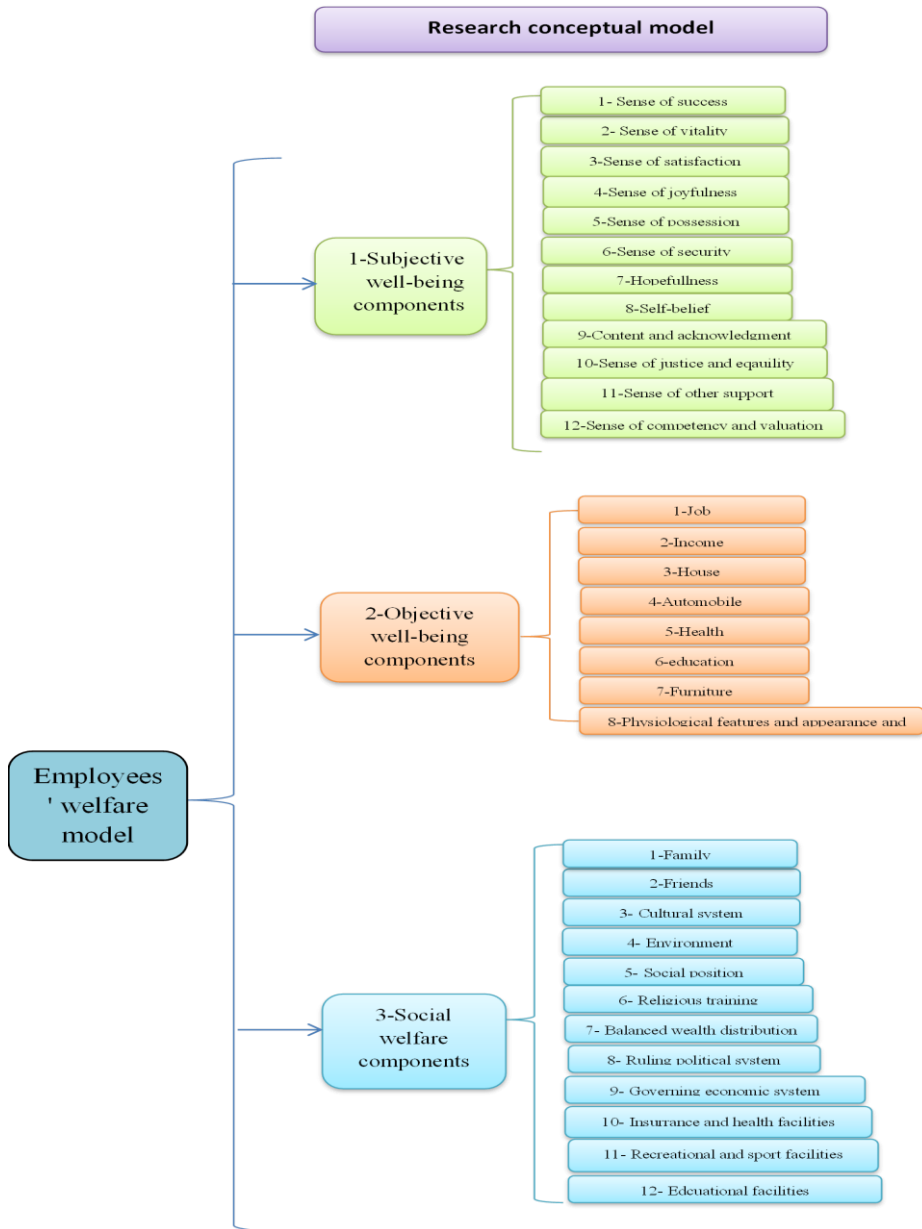 Research conceptual model
1- Sense of success
2- Sense of vitality
3-Sense of satisfaction
4-Sense of joyfulness
5-Sense of possession
6-Sense of security
7-Hopefullness
8-Self-belief
9-Content and acknowledgment
10-Sense of justice and eqauility
11-Sense of other support
12-Sense of competency and valuation
1-Subjective
well-being
components
1-Job
2-Income
3-House
4-Automobile
5-Health
6-education
7-Furniture
8-Physiological features and appearance and
2-Objective
well-being
components
Employees
' welfare
model
1-Family
2-Friends
3- Cultural system
4- Environment
5- Social position
6- Religious training
7- Balanced wealth distribution
8- Ruling political system
9- Governing economic system
10- Insurrance and health facilities
11- Recreational and sport facilities
12- Edcuational facilities
3-Social
welfare
components